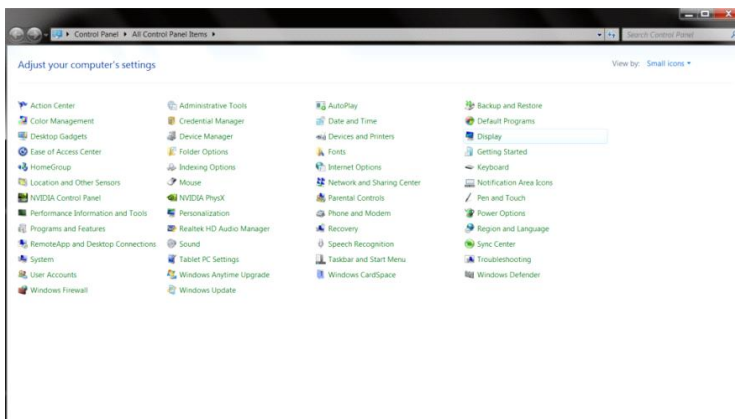 Control Panel ▸ All Control Panel Items ▸ Search Control Panel
Adjust your computer's settings View by: Small icons
Action Center Administrative Tools AutoPlay Backup and Restore
Color Management Credential Manager Date and Time Default Programs
Desktop Gadgets Device Manager Devices and Printers Display
Ease of Access Center Folder Options Fonts Getting Started
HomeGroup Indexing Options Internet Options Keyboard
Location and Other Sensors Mouse Network and Sharing Center Notification Area Icons
NVIDIA Control Panel NVIDIA PhysX Parental Controls Pen and Touch
Performance Information and Tools Personalization Phone and Modem Power Options
Programs and Features Realtek HD Audio Manager Recovery Region and Language
RemoteApp and Desktop Connections Sound Speech Recognition Sync Center
System Tablet PC Settings Taskbar and Start Menu Troubleshooting
User Accounts Windows Anytime Upgrade Windows CardSpace Windows Defender
Windows Firewall Windows Update